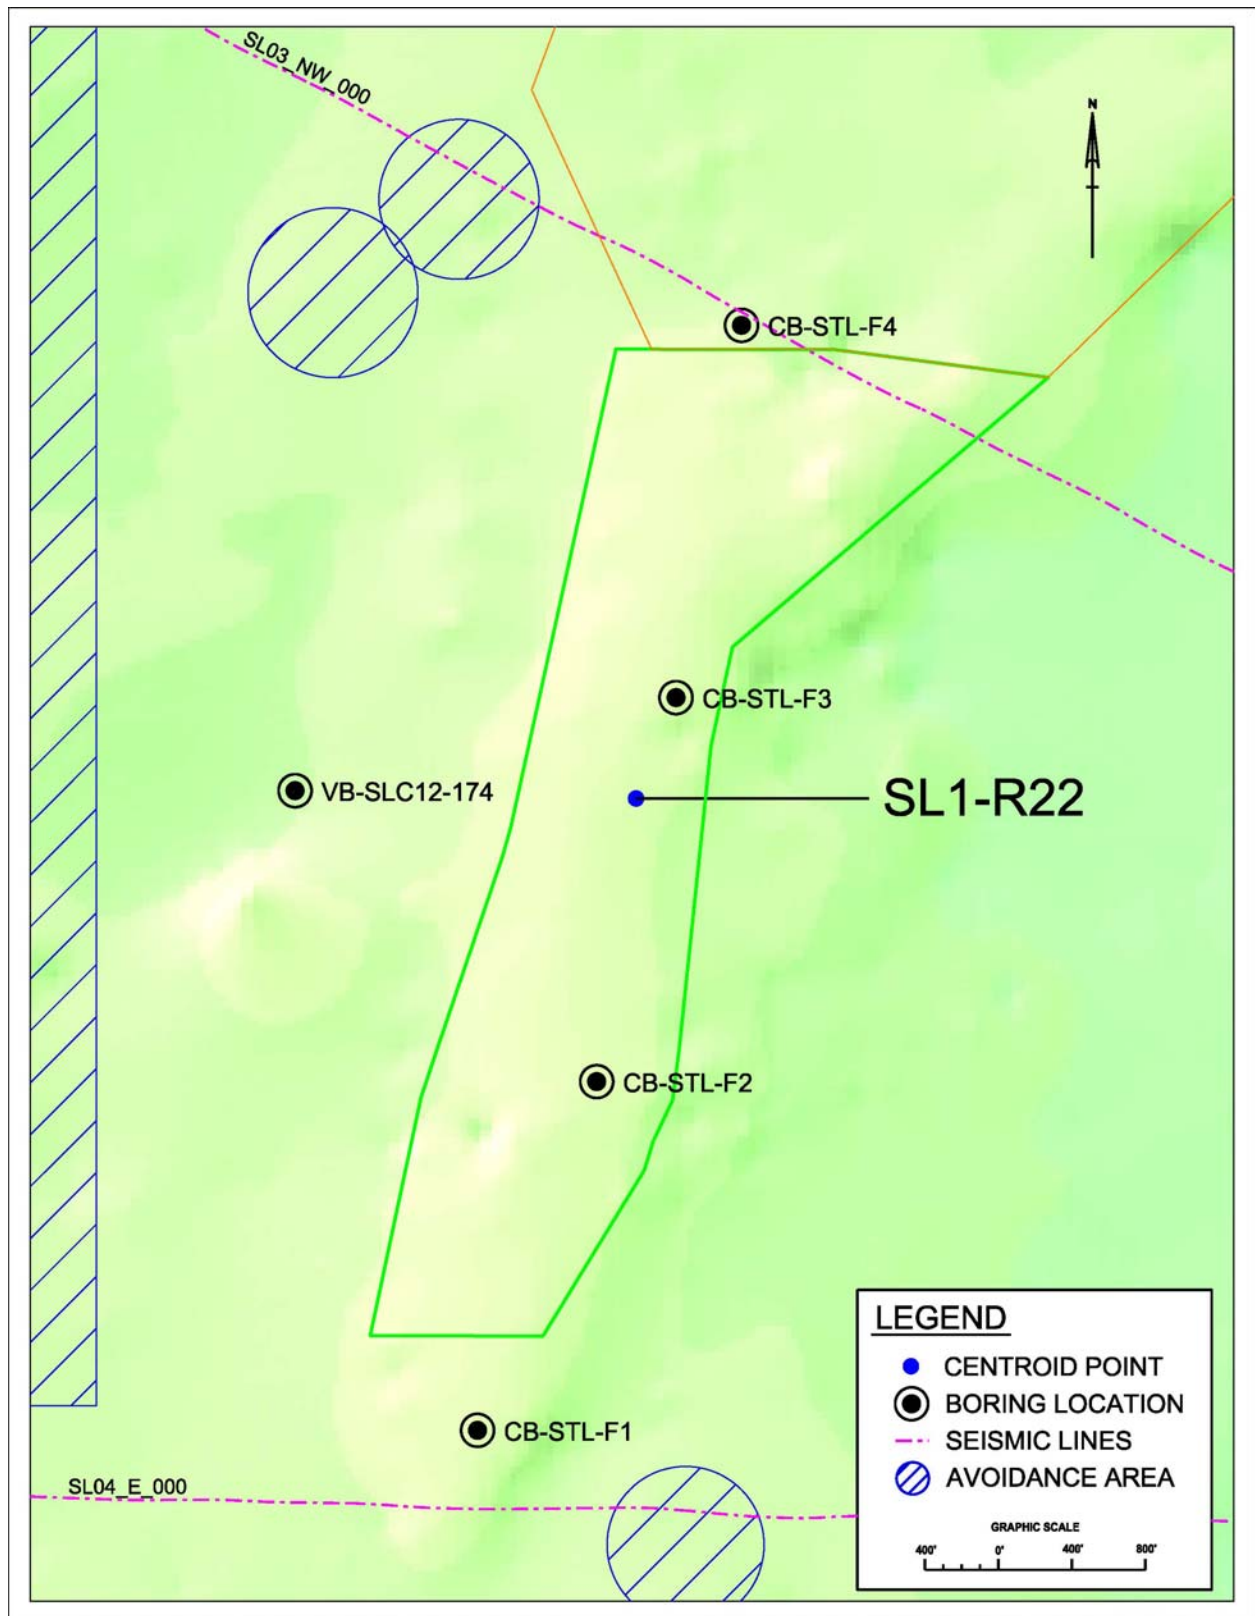 SL03_NW_000
N
CB-STL-F4
CB-STL-F3
VB-SLC12-174
SL1-R22
CB-STL-F2
CB-STL-F1
SL04_E_000
LEGEND
CENTROID POINT
BORING LOCATION
SEISMIC LINES
AVOIDANCE AREA
GRAPHIC SCALE
400' 0' 400' 800'